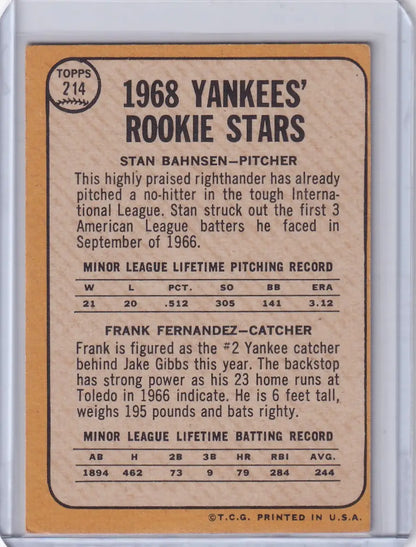 TOPPS
214
1968 YANKEES'
ROOKIE STARS
STAN BAHNSEN—PITCHER
This highly praised righthander has already
pitched a no-hitter in the tough Interna-
tional League. Stan struck out the first 3
American League batters he faced in
September of 1966.
MINOR LEAGUE LIFETIME PITCHING RECORD
W L PCT. SO BB ERA
21 20 .512 305 141 3.12
FRANK FERNANDEZ—CATCHER
Frank is figured as the #2 Yankee catcher
behind Jake Gibbs this year. The backstop
has strong power as his 23 home runs at
Toledo in 1966 indicate. He is 6 feet tall,
weighs 195 pounds and bats righty.
MINOR LEAGUE LIFETIME BATTING RECORD
AB H 2B 3B HR RBI AVG.
1894 462 73 9 79 284 .244
©T.C.G. PRINTED IN U.S.A.